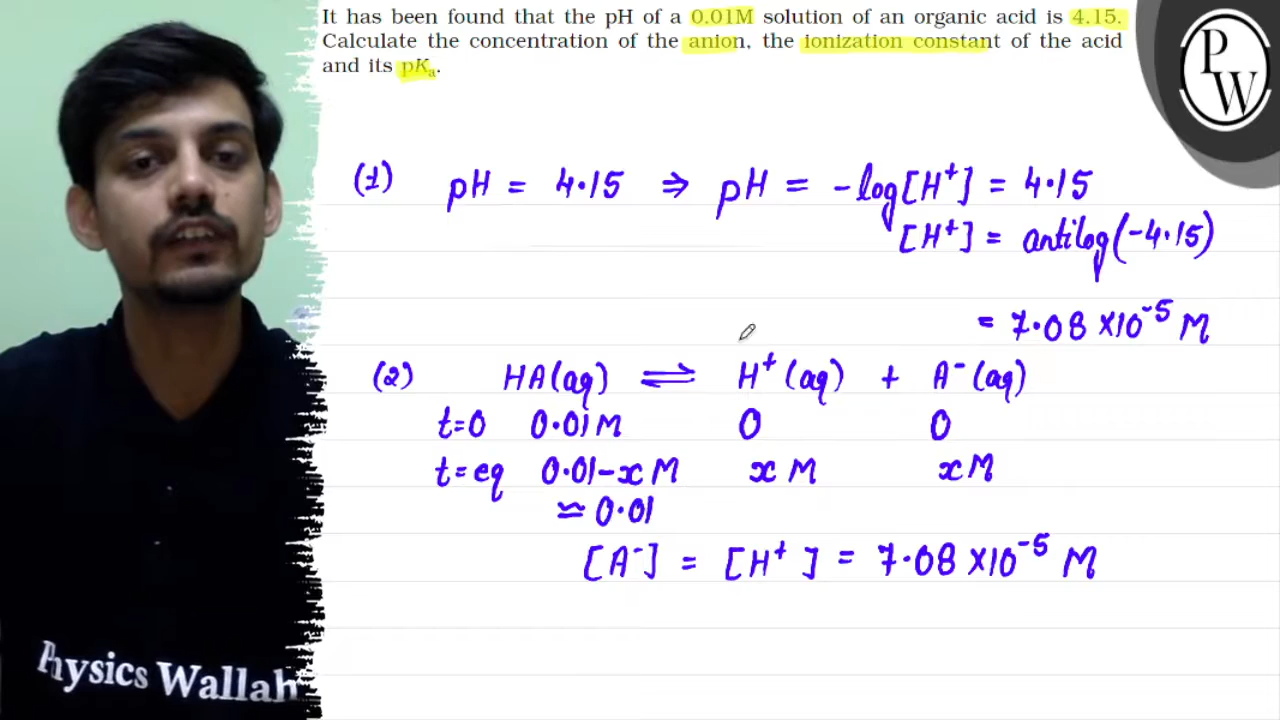 It has been found that the pH of a 0.01M solution of an organic acid is 4.15.
Calculate the concentration of the anion, the ionization constant of the acid
and its pKₐ.
PW
(1) pH = 4.15 ⇒ pH = -log[H⁺] = 4.15
[H⁺] = antilog(-4.15)
= 7.08 ×10⁻⁵ M
(2) HA(aq) ⇌ H⁺(aq) + A⁻(aq)
t=0 0.01M 0 0
t=eq 0.01-x M x M x M
≃ 0.01
[A⁻] = [H⁺] = 7.08 ×10⁻⁵ M
Physics Wallah